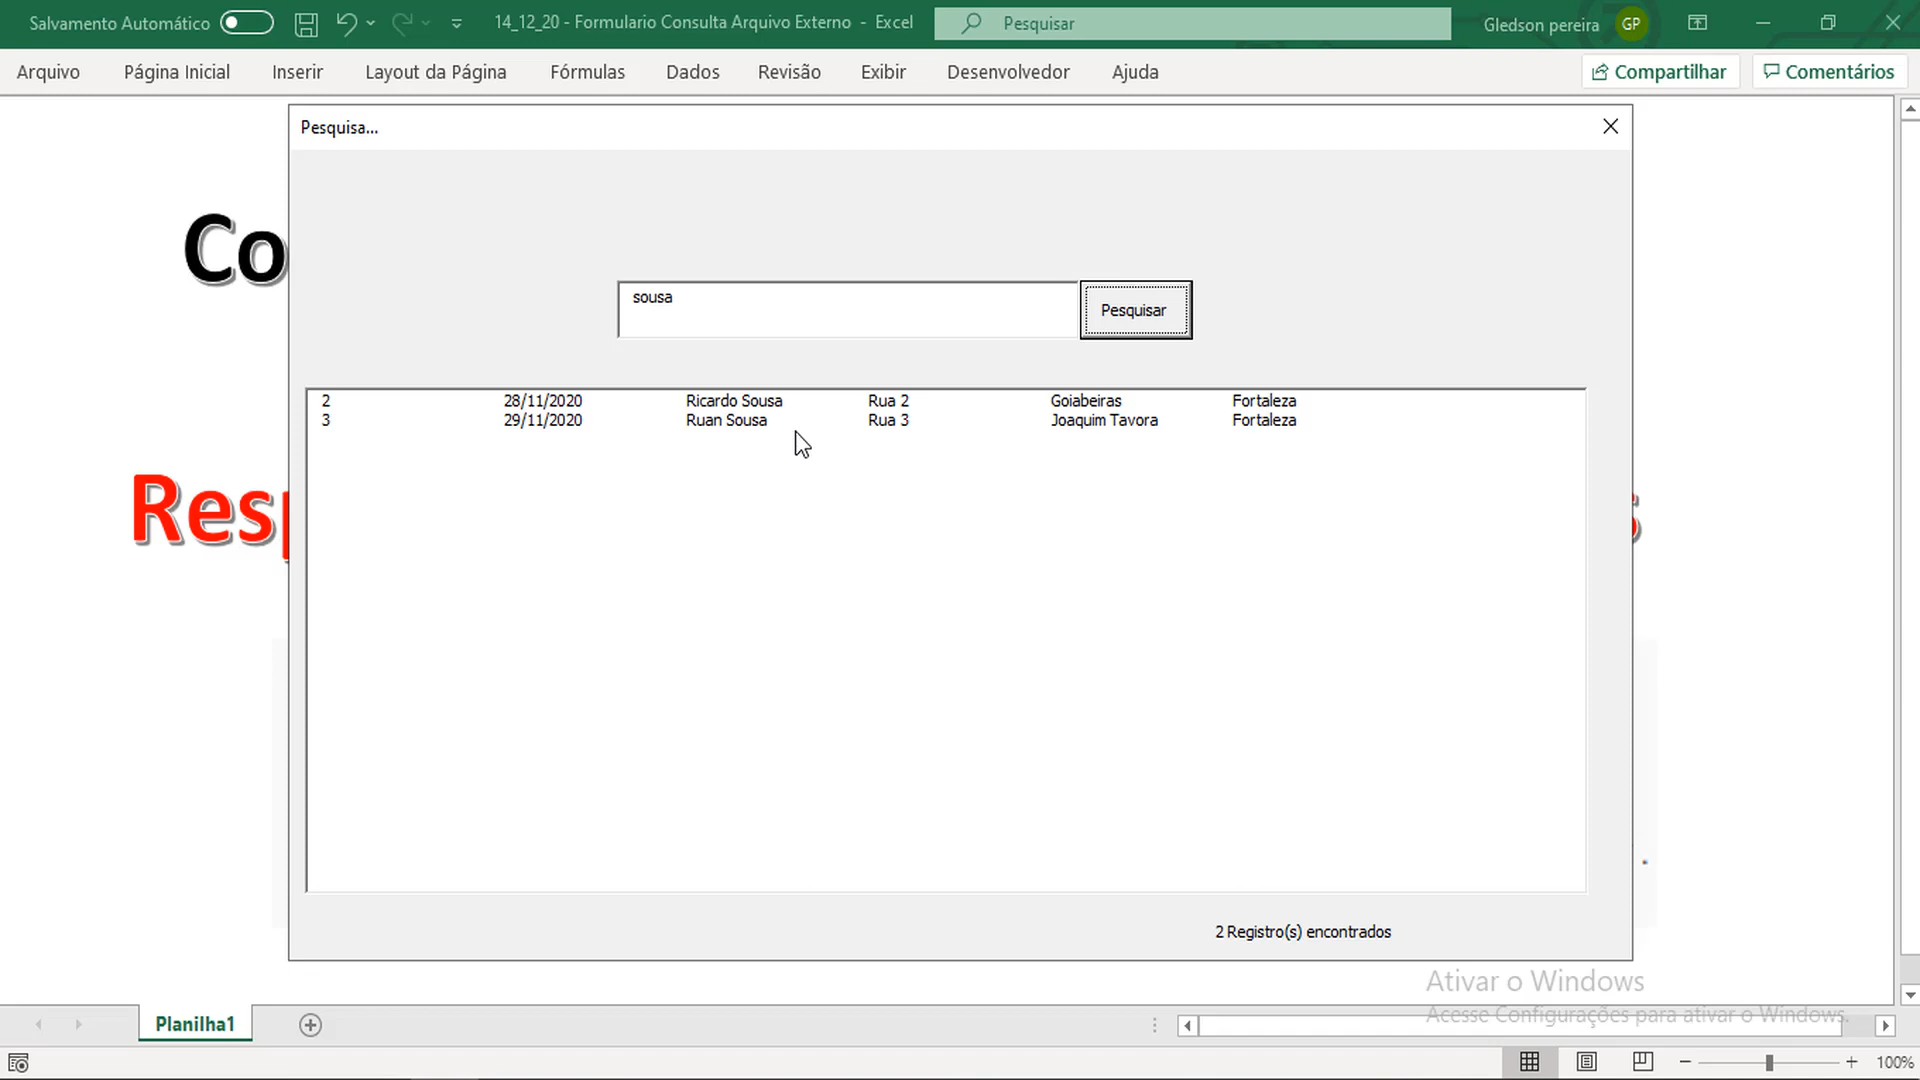 Salvamento Automático
14_12_20 - Formulario Consulta Arquivo Externo - Excel
Pesquisar
Gledson pereira
GP
Arquivo Página Inicial Inserir Layout da Página Fórmulas Dados Revisão Exibir Desenvolvedor Ajuda Compartilhar Comentários
Pesquisa...
Co
sousa
Pesquisar
2 28/11/2020 Ricardo Sousa Rua 2 Goiabeiras Fortaleza
3 29/11/2020 Ruan Sousa Rua 3 Joaquim Tavora Fortaleza
Resp
s
2 Registro(s) encontrados
Ativar o Windows
Acesse Configurações para ativar o Windows.
Planilha1
100%